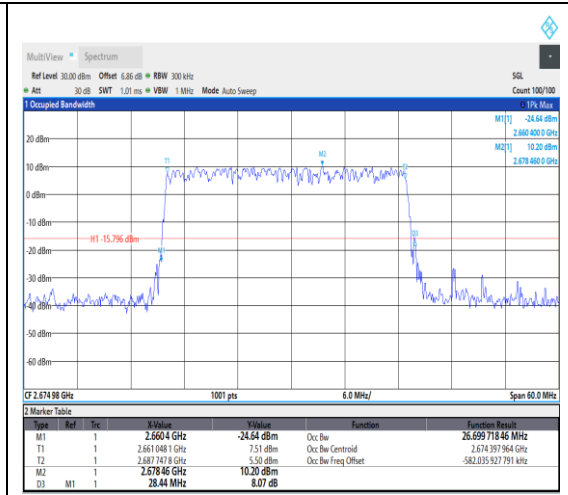 MultiView Spectrum
Ref Level 30.00 dBm Offset 6.86 dB RBW 300 kHz SGL
Att 30 dB SWT 1.01 ms VBW 1 MHz Mode Auto Sweep Count 100/100
1 Occupied Bandwidth 1Pk Max
M1[1] -24.64 dBm
2.660 400 0 GHz
M2[1] 10.20 dBm
2.678 460 0 GHz
20 dBm
T1 M2 T2
10 dBm
0 dBm
-10 dBm
H1 -15.796 dBm D3
-20 dBm
M1
-30 dBm
-40 dBm
-50 dBm
-60 dBm
CF 2.674 98 GHz 1001 pts 6.0 MHz/ Span 60.0 MHz
2 Marker Table
Type Ref Trc X-Value Y-Value Function Function Result
M1 1 2.6604 GHz -24.64 dBm Occ Bw 26.699 718 46 MHz
T1 1 2.661 048 1 GHz 7.51 dBm Occ Bw Centroid 2.674 397 964 GHz
T2 1 2.687 747 8 GHz 5.50 dBm Occ Bw Freq Offset -582.035 927 791 kHz
M2 1 2.678 46 GHz 10.20 dBm
D3 M1 1 28.44 MHz 8.07 dB